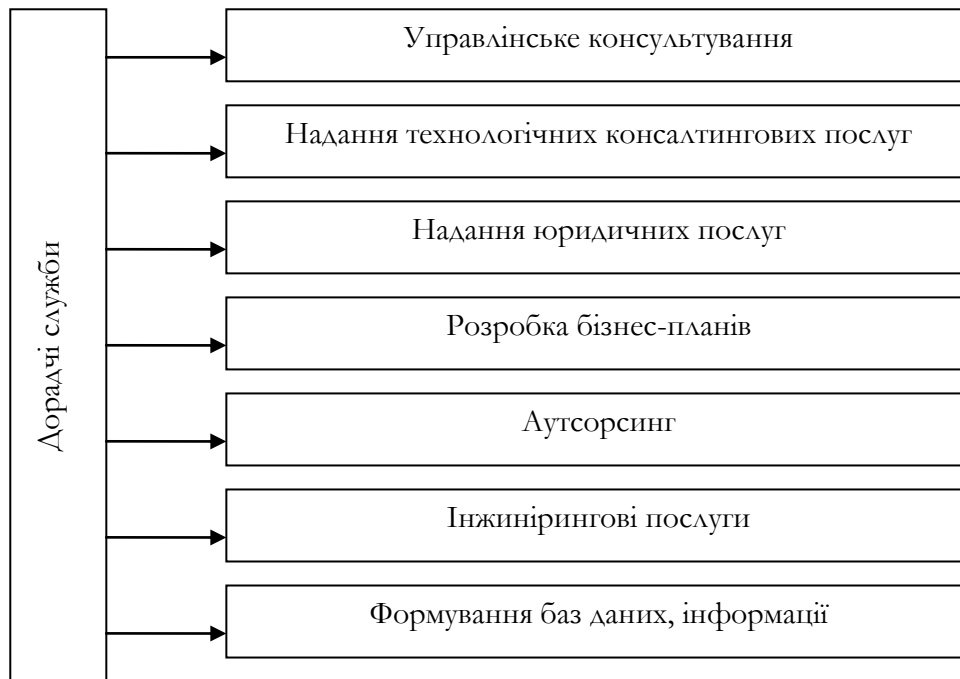 Дорадчі служби
Управлінське консультування
Надання технологічних консалтингових послуг
Надання юридичних послуг
Розробка бізнес-планів
Аутсорсинг
Інжинірингові послуги
Формування баз даних, інформації